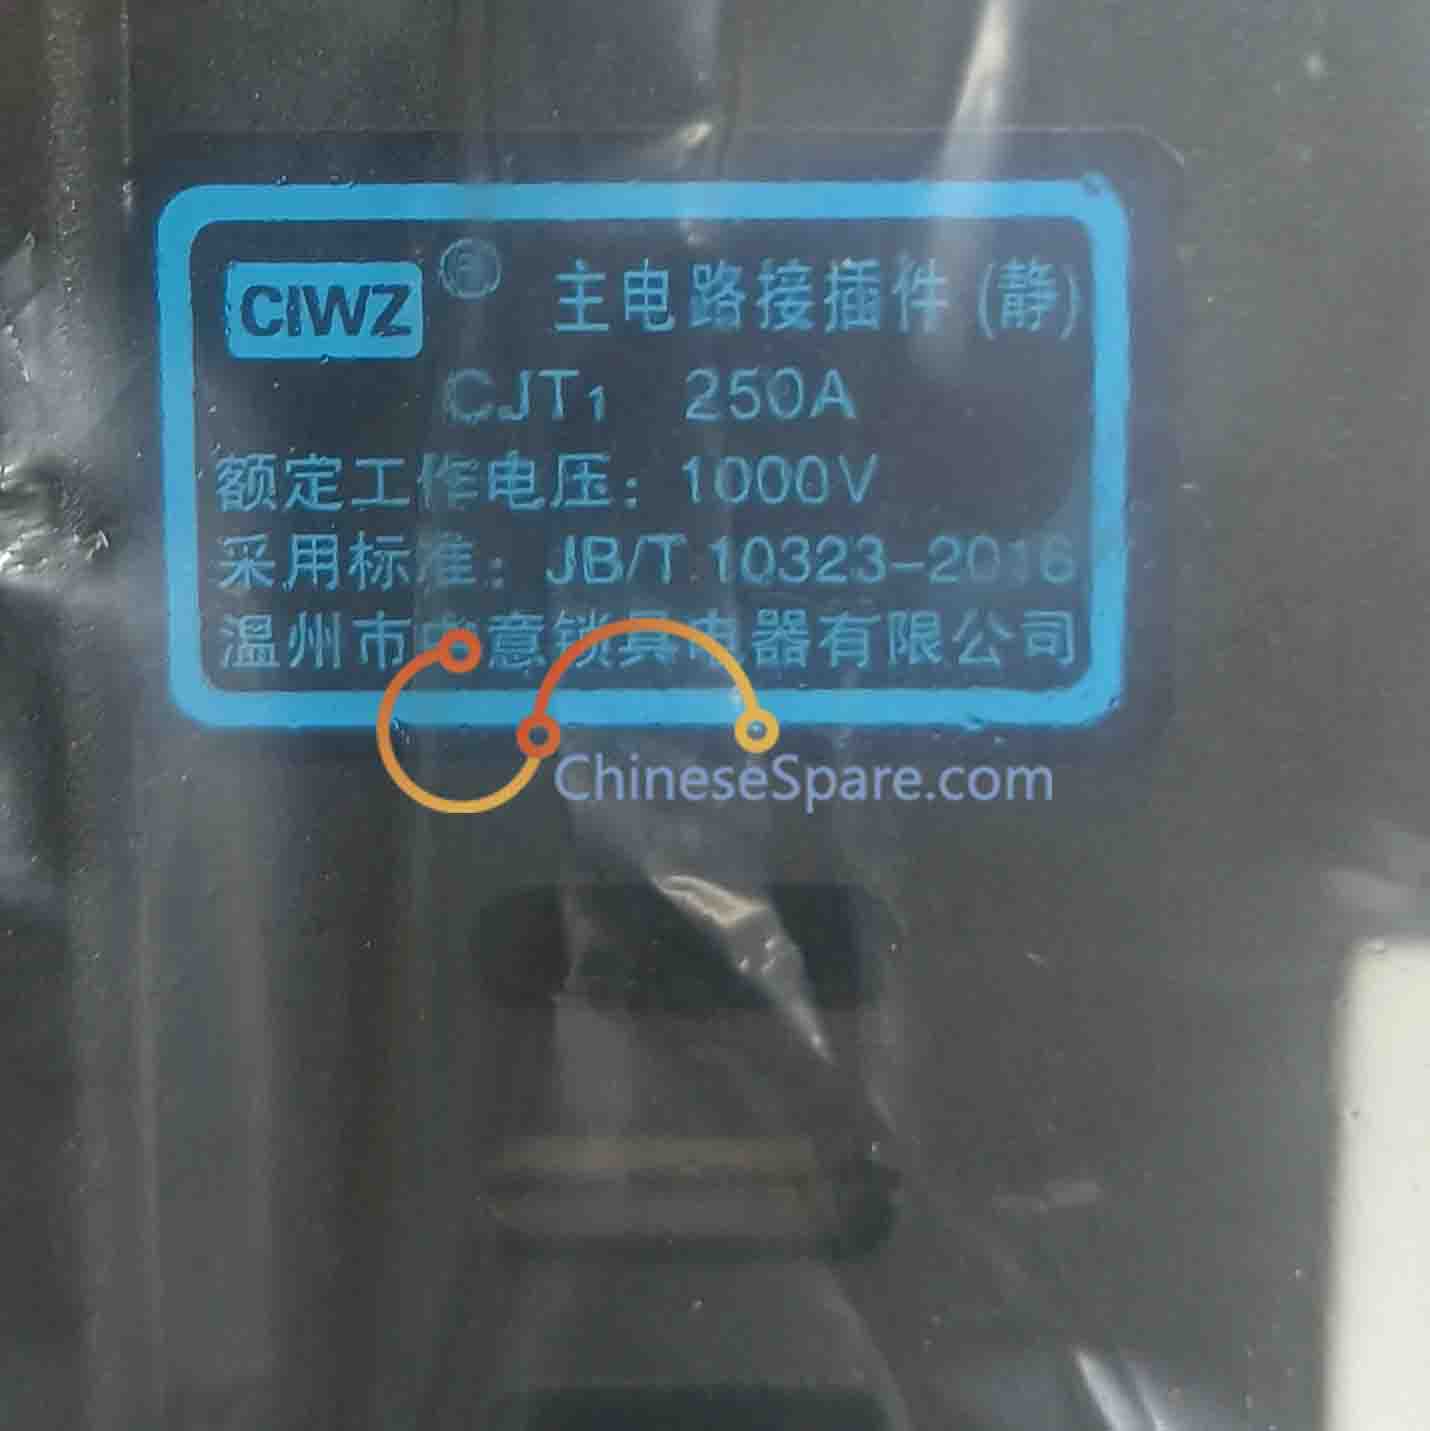 CIWZ ® 主电路接插件(静)
CJT1 250A
额定工作电压：1000V
采用标准：JB/T 10323-2016
温州市意锁具电器有限公司
ChineseSpare.com